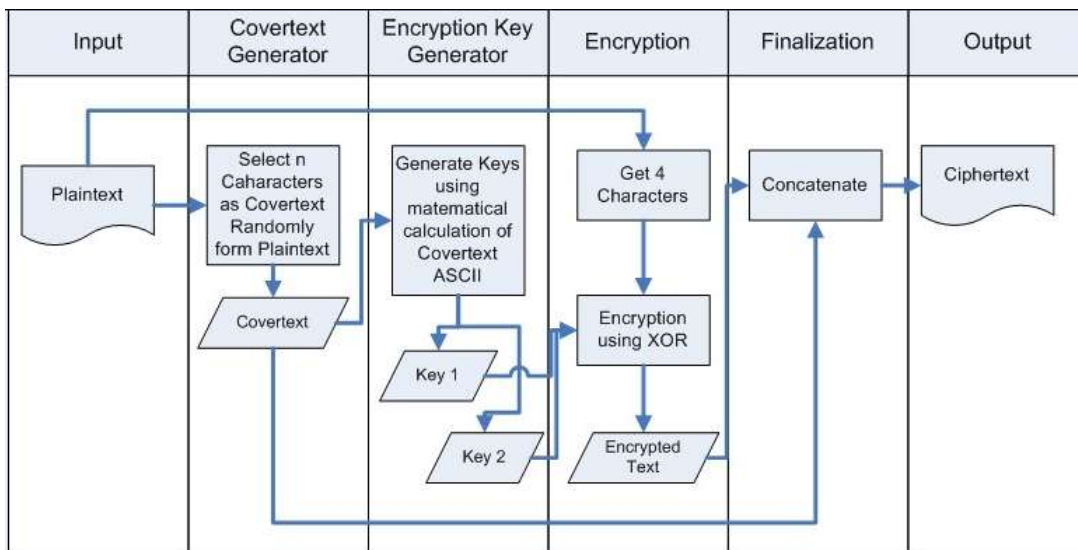 Input
Covertext
Generator
Encryption Key
Generator
Encryption
Finalization
Output
Plaintext
Select n
Caharacters
as Covertext
Randomly
form Plaintext
Covertext
Generate Keys
using
matematical
calculation of
Covertext
ASCII
Key 1
Key 2
Get 4
Characters
Encryption
using XOR
Encrypted
Text
Concatenate
Ciphertext